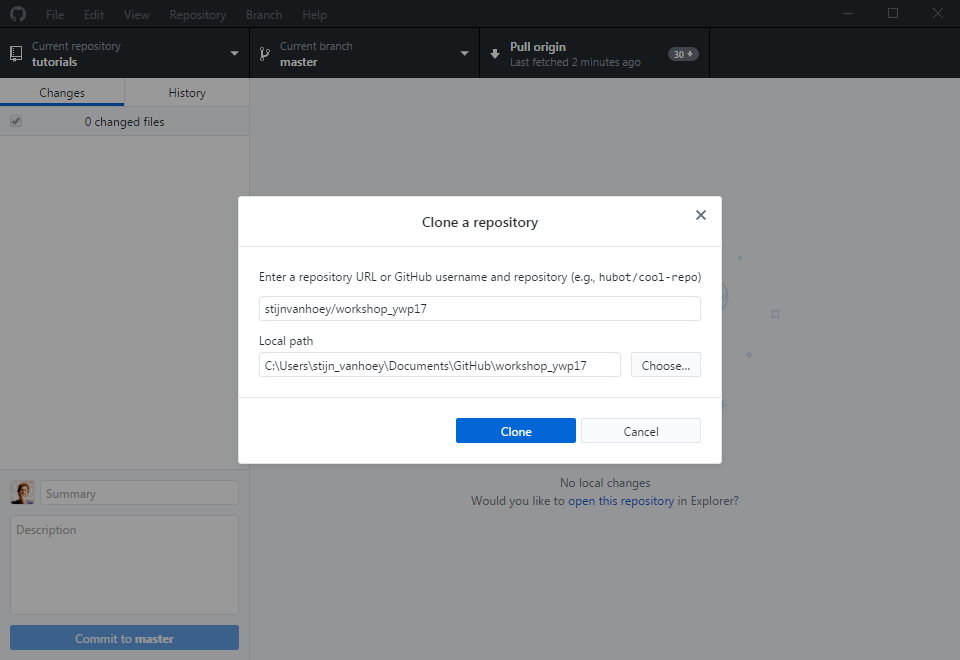 File Edit View Repository Branch Help
Current repository
tutorials
Current branch
master
Pull origin
Last fetched 2 minutes ago
30
Changes History
0 changed files
Clone a repository
Enter a repository URL or GitHub username and repository (e.g., hubot/cool-repo)
stijnvanhoey/workshop_ywp17
Local path
C:\Users\stijn_vanhoey\Documents\GitHub\workshop_ywp17
Choose...
Clone Cancel
No local changes
Would you like to open this repository in Explorer?
Summary
Description
Commit to master